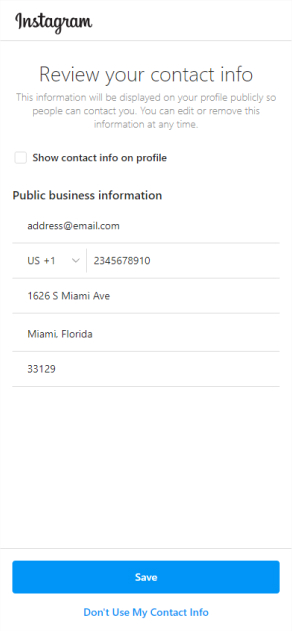 Instagram
Review your contact info
This information will be displayed on your profile publicly so
people can contact you. You can edit or remove this
information at any time.
Show contact info on profile
Public business information
address@email.com
US +1 2345678910
1626 S Miami Ave
Miami, Florida
33129
Save
Don't Use My Contact Info